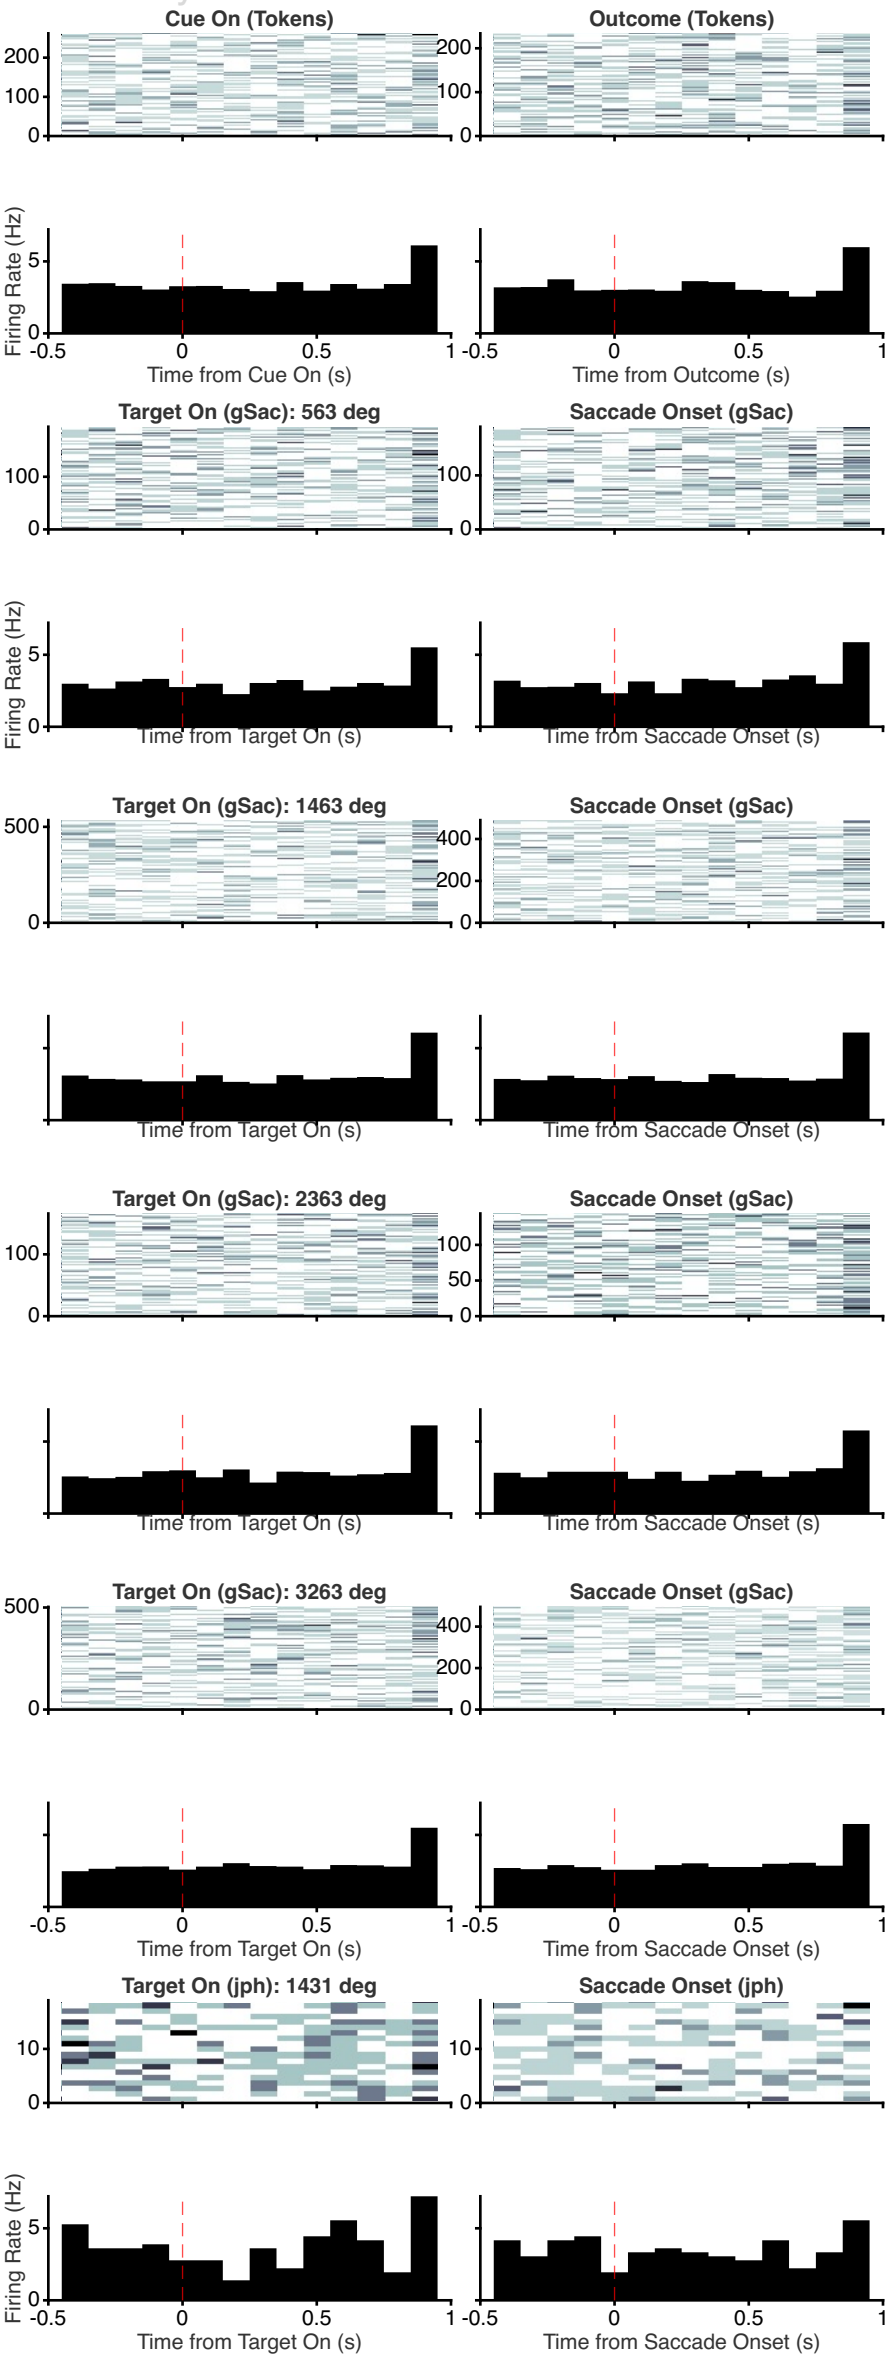 Cue On (Tokens) Outcome (Tokens)
200 200
100 100
0 0
Firing Rate (Hz)
5
0
-0.5 0 0.5 1 -0.5 0 0.5 1
Time from Cue On (s) Time from Outcome (s)
Target On (gSac): 563 deg Saccade Onset (gSac)
100 100
0 0
Firing Rate (Hz)
5
0
Time from Target On (s) Time from Saccade Onset (s)
Target On (gSac): 1463 deg Saccade Onset (gSac)
500 400
200
0 0
Time from Target On (s) Time from Saccade Onset (s)
Target On (gSac): 2363 deg Saccade Onset (gSac)
100 100
50
0 0
Time from Target On (s) Time from Saccade Onset (s)
Target On (gSac): 3263 deg Saccade Onset (gSac)
500 400
200
0 0
-0.5 0 0.5 1 -0.5 0 0.5 1
Time from Target On (s) Time from Saccade Onset (s)
Target On (jph): 1431 deg Saccade Onset (jph)
10 10
0 0
Firing Rate (Hz)
5
0
-0.5 0 0.5 1 -0.5 0 0.5 1
Time from Target On (s) Time from Saccade Onset (s)